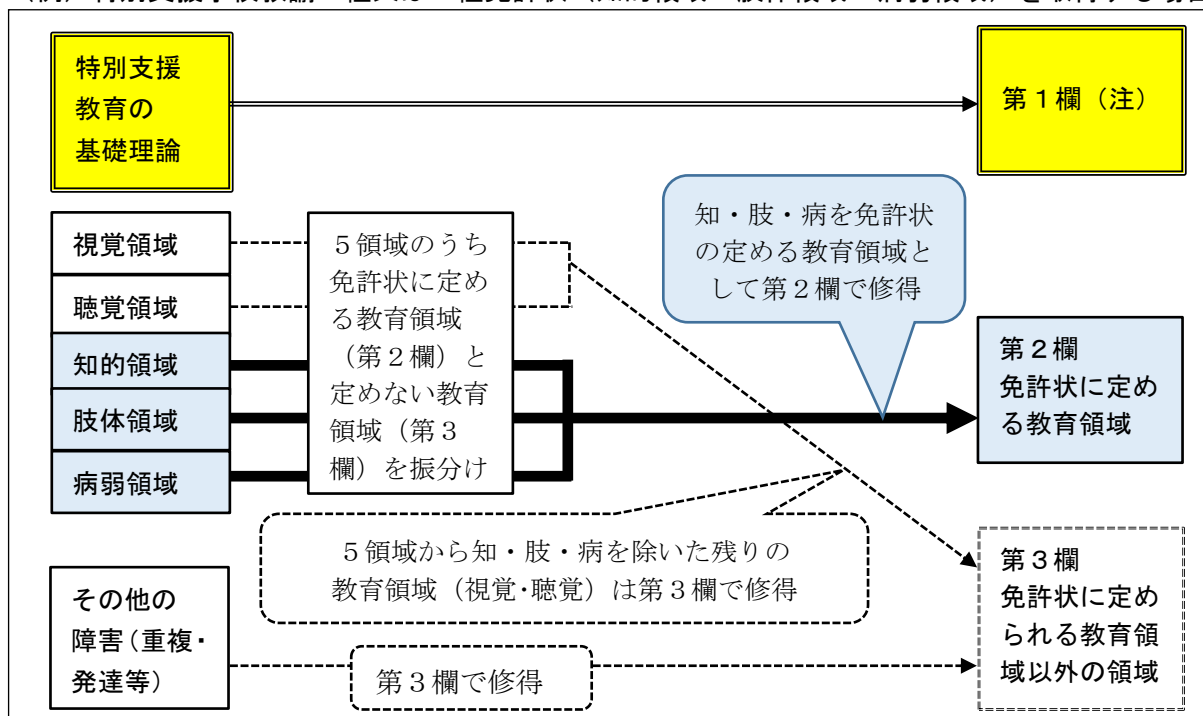 特別支援
教育の
基礎理論
第１欄（注）
視覚領域
聴覚領域
知的領域
肢体領域
病弱領域
５領域のうち
免許状に定め
る教育領域
（第２欄）と
定めない教育
領域（第３
欄）を振分け
知・肢・病を免許状
の定める教育領域と
して第２欄で修得
第２欄
免許状に定め
る教育領域
５領域から知・肢・病を除いた残りの
教育領域（視覚・聴覚）は第３欄で修得
その他の
障害（重複・
発達等）
第３欄で修得
第３欄
免許状に定め
られる教育領
域以外の領域